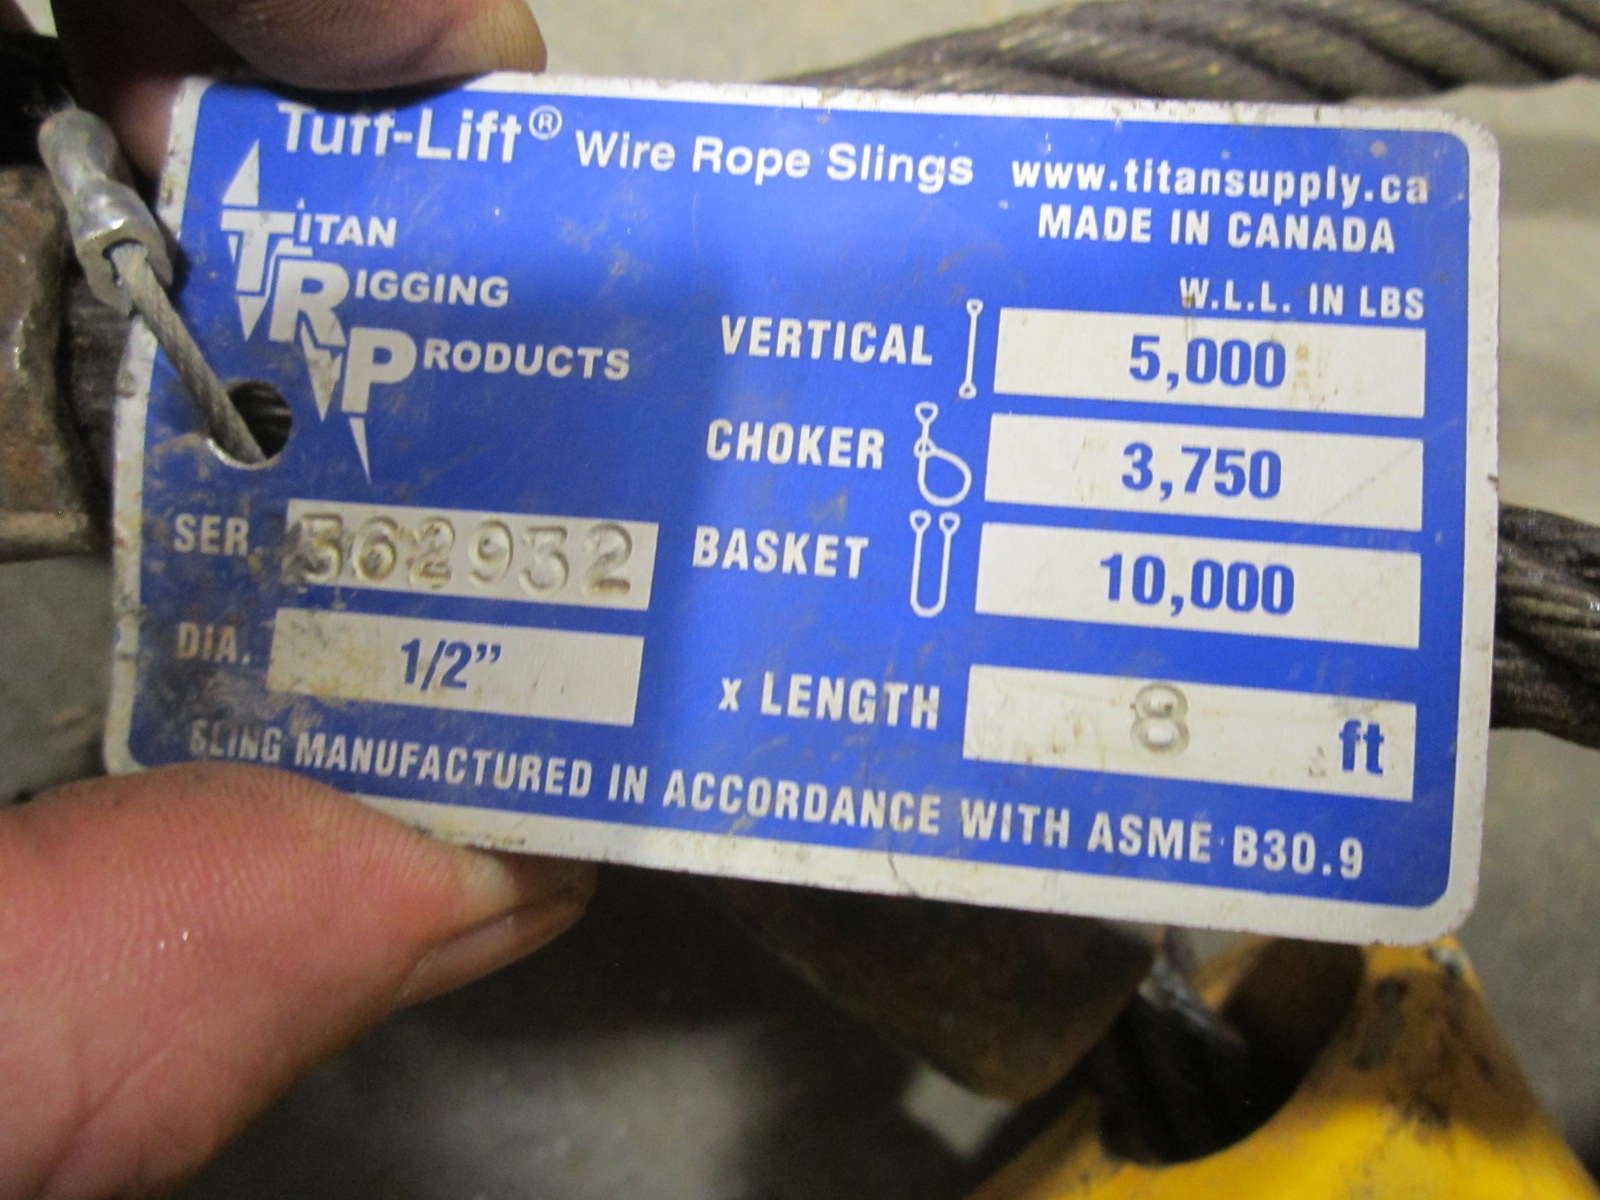 Tuff-Lift® Wire Rope Slings
www.titansupply.ca
MADE IN CANADA
TITAN
RIGGING
PRODUCTS
W.L.L. IN LBS
VERTICAL 5,000
CHOKER 3,750
BASKET 10,000
SER. 562932
DIA. 1/2”
x LENGTH 8 ft
SLING MANUFACTURED IN ACCORDANCE WITH ASME B30.9